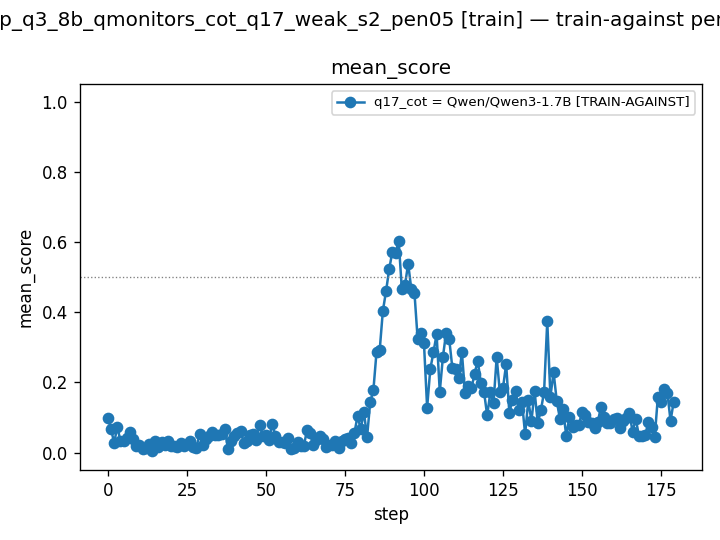 p_q3_8b_qmonitors_cot_q17_weak_s2_pen05 [train] — train-against
mean_score
q17_cot = Qwen/Qwen3-1.7B [TRAIN-AGAINST]
mean_score
1.0
0.8
0.6
0.4
0.2
0.0
0 25 50 75 100 125 150 175
step